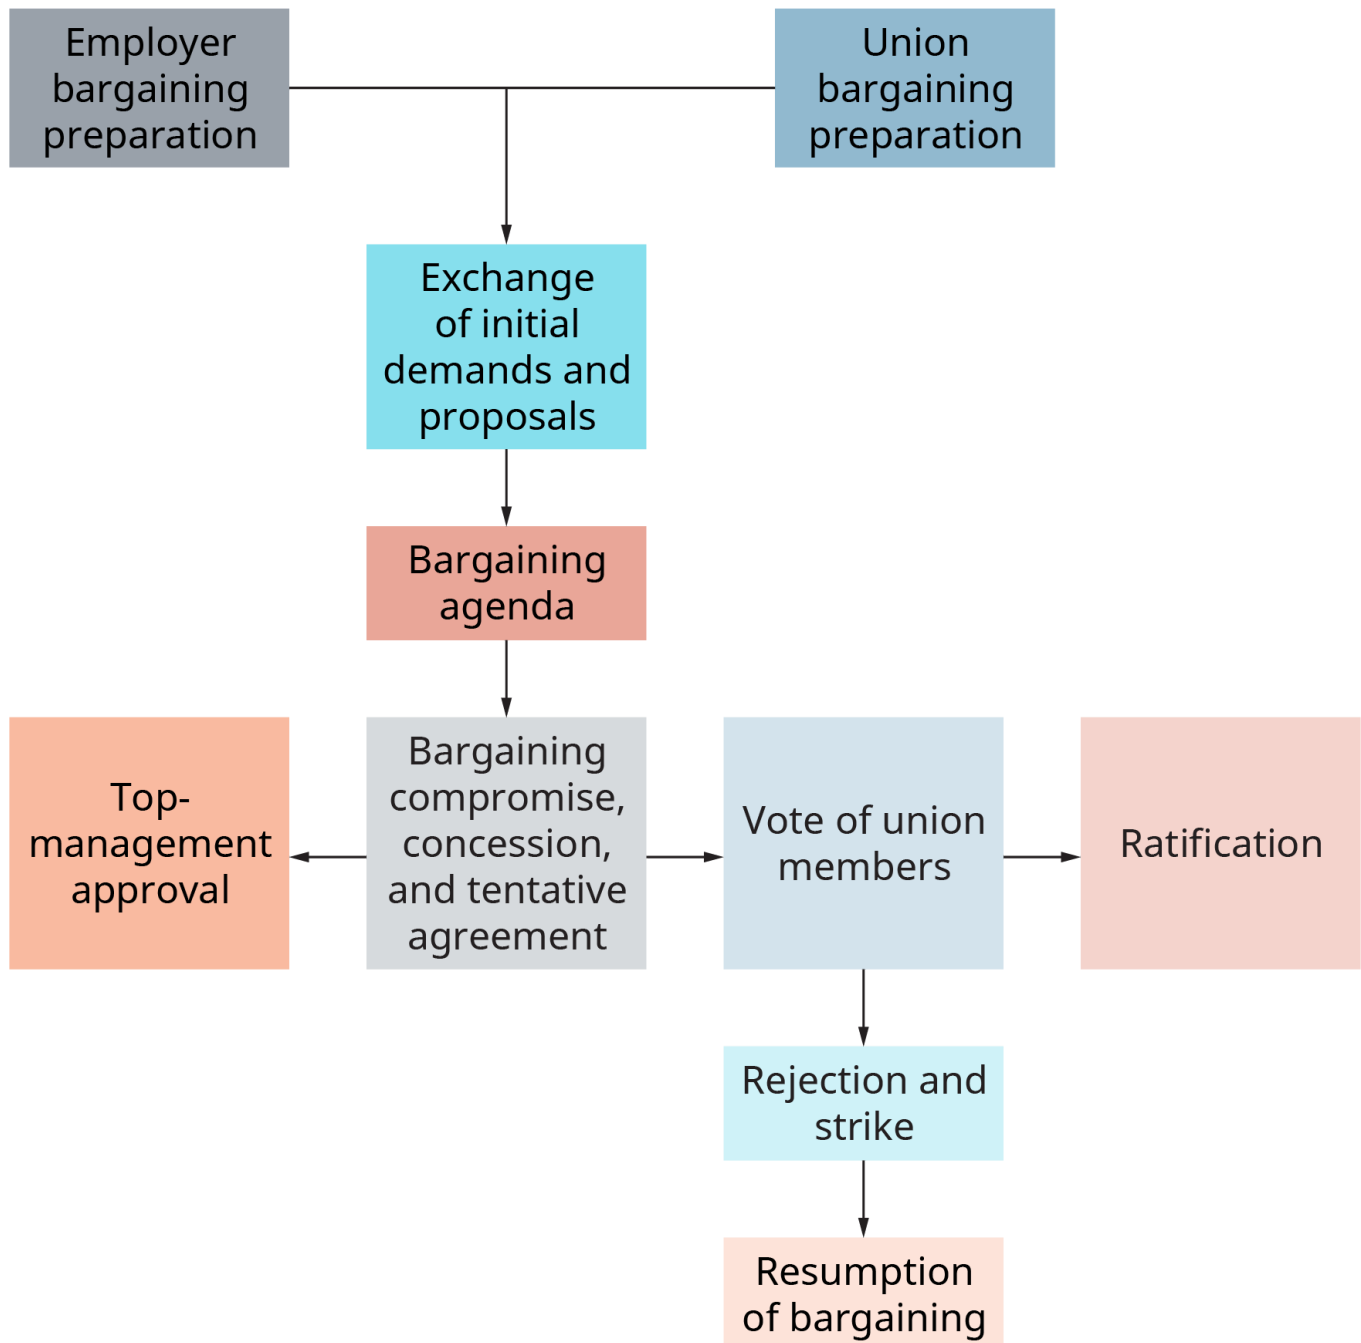 Employer
bargaining
preparation
Union
bargaining
preparation
Exchange
of initial
demands and
proposals
Bargaining
agenda
Top-
management
approval
Bargaining
compromise,
concession,
and tentative
agreement
Vote of union
members
Ratification
Rejection and
strike
Resumption
of bargaining